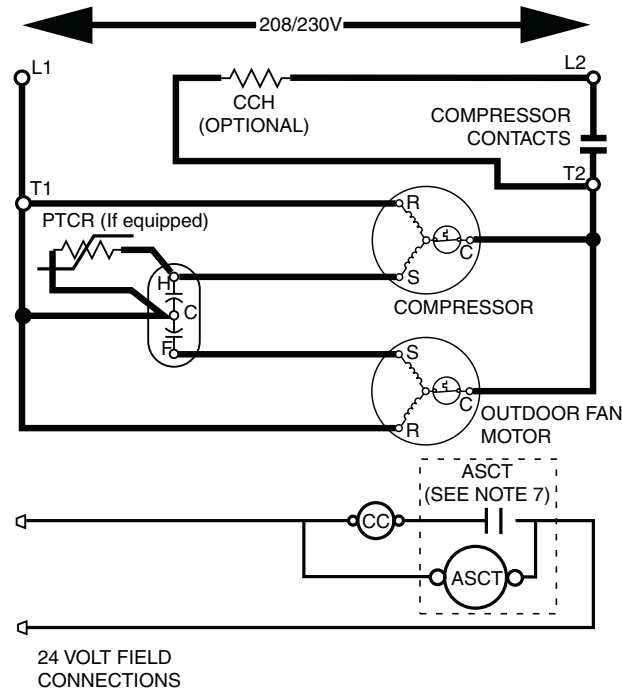 208/230V
L1
L2
CCH
(OPTIONAL)
COMPRESSOR
CONTACTS
T1
T2
PTCR (If equipped)
R
C
S
H
C
F
COMPRESSOR
S
C
R
OUTDOOR FAN
MOTOR
ASCT
(SEE NOTE 7)
CC
ASCT
24 VOLT FIELD
CONNECTIONS